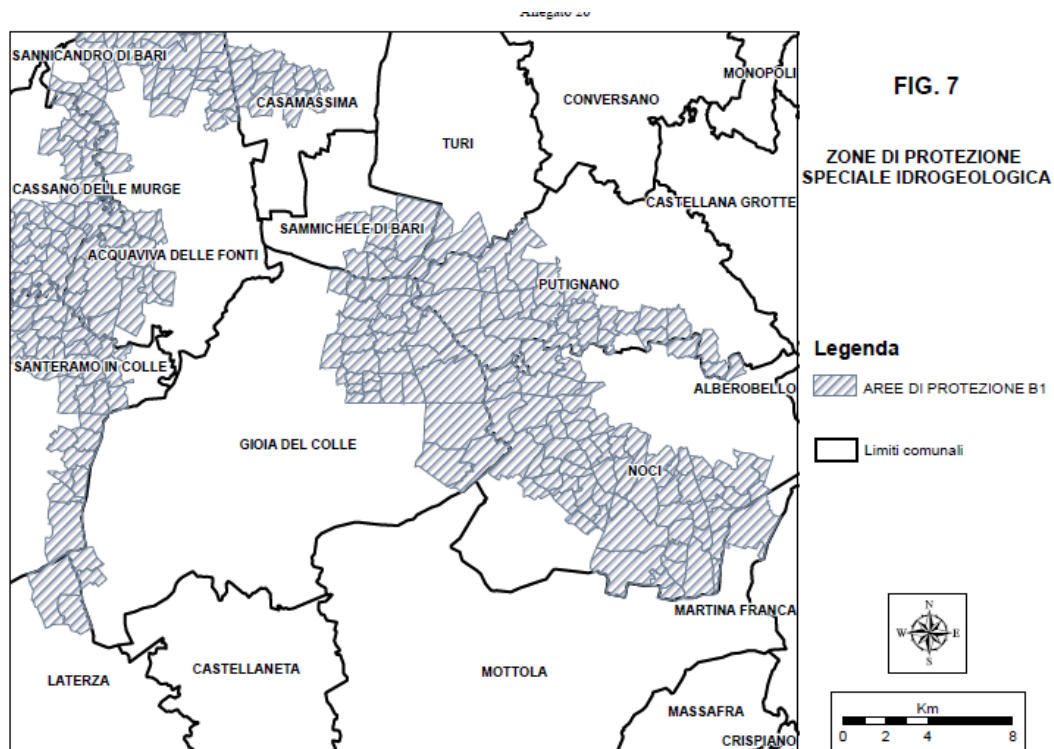 Allegato 20
SANNICANDRO DI BARI
CASAMASSIMA
CONVERSANO
MONOPOLI
TURI
CASSANO DELLE MURGE
CASTELLANA GROTTE
SAMMICHELE DI BARI
ACQUAVIVA DELLE FONTI
PUTIGNANO
SANTERAMO IN COLLE
ALBEROBELLO
GIOIA DEL COLLE
NOCI
MARTINA FRANCA
LATERZA
CASTELLANETA
MOTTOLA
MASSAFRA
CRISPIANO
FIG. 7
ZONE DI PROTEZIONE
SPECIALE IDROGEOLOGICA
Legenda
AREE DI PROTEZIONE B1
Limiti comunali
N
W E
S
Km
0 2 4 8